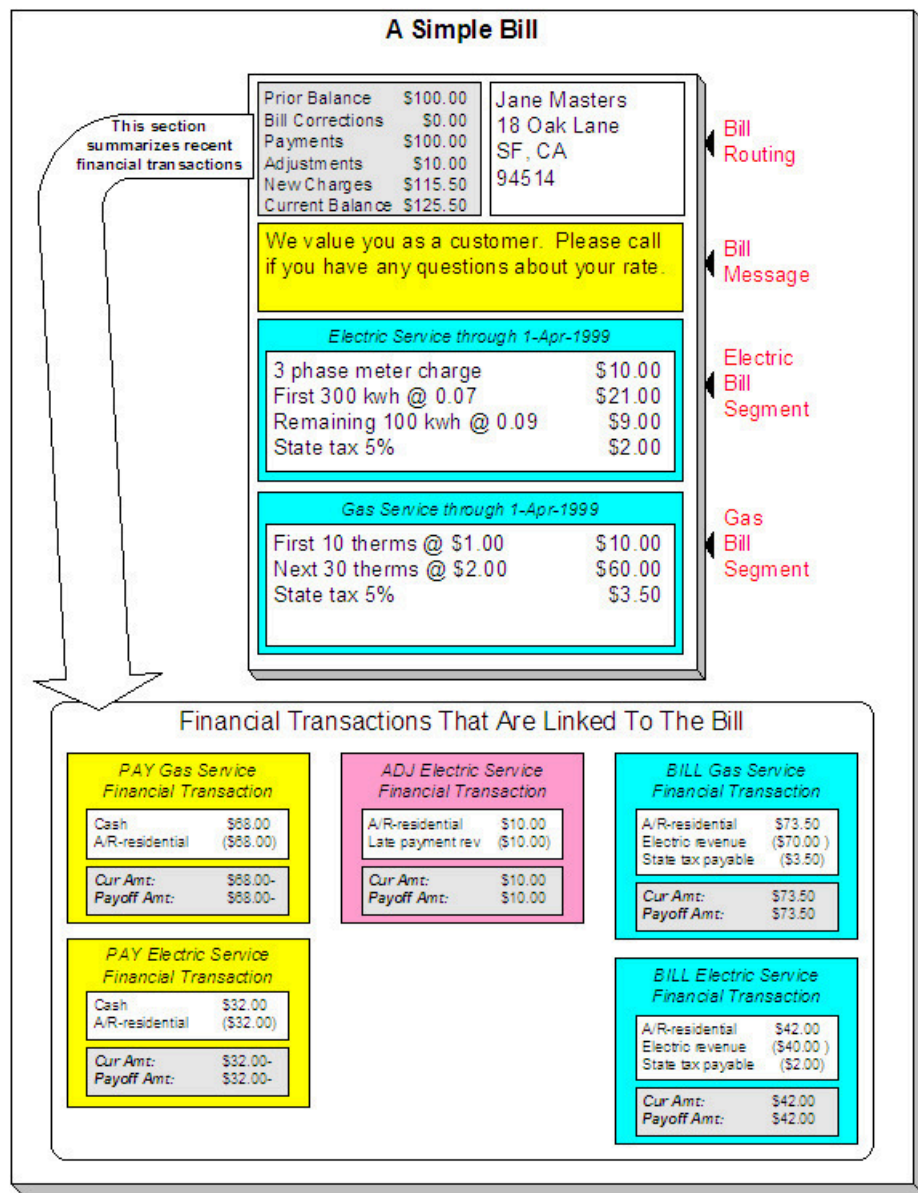 A Simple Bill
This section
summarizes recent
financial transactions
Prior Balance $100.00
Bill Corrections $0.00
Payments $100.00
Adjustments $10.00
New Charges $115.50
Current Balance $125.50
Jane Masters
18 Oak Lane
SF, CA
94514
Bill
Routing
We value you as a customer. Please call
if you have any questions about your rate.
Bill
Message
Electric Service through 1-Apr-1999
3 phase meter charge $10.00
First 300 kwh @ 0.07 $21.00
Remaining 100 kwh @ 0.09 $9.00
State tax 5% $2.00
Electric
Bill
Segment
Gas Service through 1-Apr-1999
First 10 therms @ $1.00 $10.00
Next 30 therms @ $2.00 $60.00
State tax 5% $3.50
Gas
Bill
Segment
Financial Transactions That Are Linked To The Bill
PAY Gas Service
Financial Transaction
Cash $68.00
A/R-residential ($68.00)
Cur Amt: $68.00-
Payoff Amt: $68.00-
PAY Electric Service
Financial Transaction
Cash $32.00
A/R-residential ($32.00)
Cur Amt: $32.00-
Payoff Amt: $32.00-
ADJ Electric Service
Financial Transaction
A/R-residential $10.00
Late payment rev ($10.00)
Cur Amt: $10.00
Payoff Amt: $10.00
BILL Gas Service
Financial Transaction
A/R-residential $73.50
Electric revenue ($70.00 )
State tax payable ($3.50)
Cur Amt: $73.50
Payoff Amt: $73.50
BILL Electric Service
Financial Transaction
A/R-residential $42.00
Electric revenue ($40.00 )
State tax payable ($2.00)
Cur Amt: $42.00
Payoff Amt: $42.00